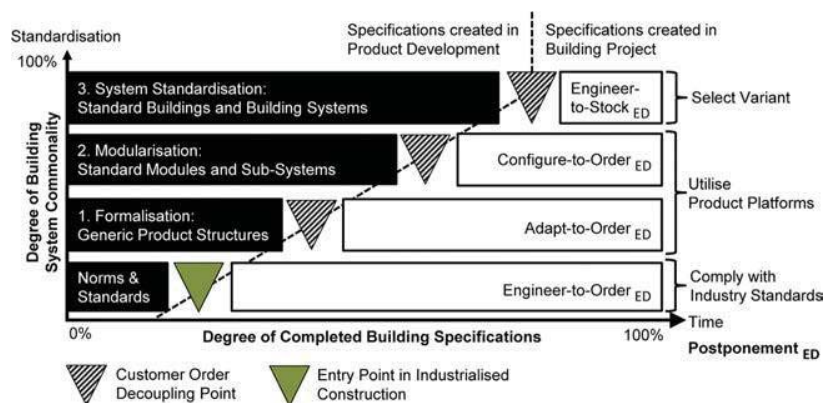 Specifications created in
Product Development
Specifications created in
Building Project
Standardisation
100%
Degree of Building
System Commonality
3. System Standardisation:
Standard Buildings and Building Systems
Engineer-
to-Stock ED
Select Variant
2. Modularisation:
Standard Modules and Sub-Systems
Configure-to-Order ED
Utilise
Product Platforms
1. Formalisation:
Generic Product Structures
Adapt-to-Order ED
Norms &
Standards
Engineer-to-Order ED
Comply with
Industry Standards
0%
Degree of Completed Building Specifications
100%
Time
Postponement ED
Customer Order
Decoupling Point
Entry Point in Industrialised
Construction